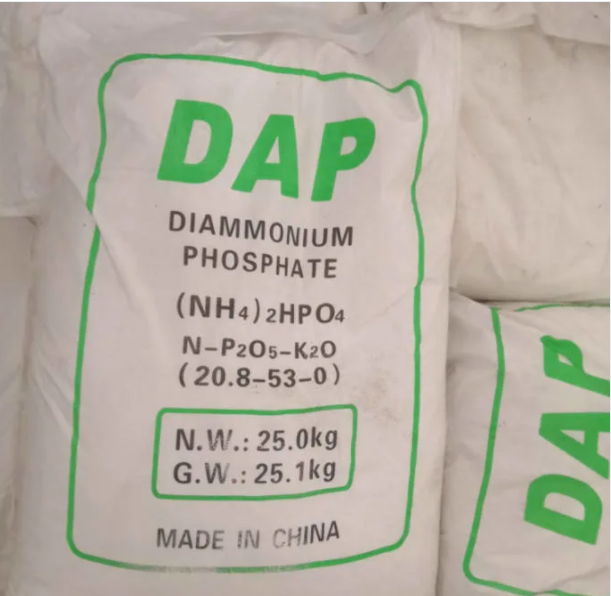 DAP
DIAMMONIUM
PHOSPHATE
(NH4)2HPO4
N-P2O5-K2O
(20.8-53-0)
N.W.: 25.0kg
G.W.: 25.1kg
MADE IN CHINA
DAP